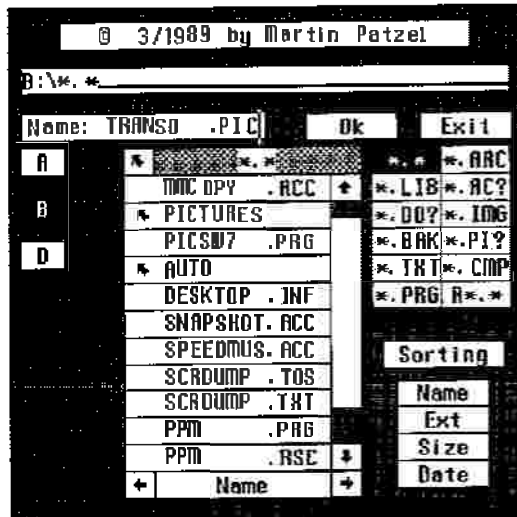 © 3/1989 by Martin Patzel
B:\*.*
Name: TRANSD .PIC Ok Exit
A
B
D
*.*
MMC DPY .ACC
PICTURES
PICSW7 .PRG
AUTO
DESKTOP .INF
SNAPSHOT.ACC
SPEEDMUS.ACC
SCRDUMP .TOS
SCRDUMP .TXT
PPM .PRG
PPM .RSC
Name
*.* *.ARC
*.LIB *.AC?
*.DO? *.IMG
*.BAK *.PI?
*.TXT *.CMP
*.PRG A*.*
Sorting
Name
Ext
Size
Date